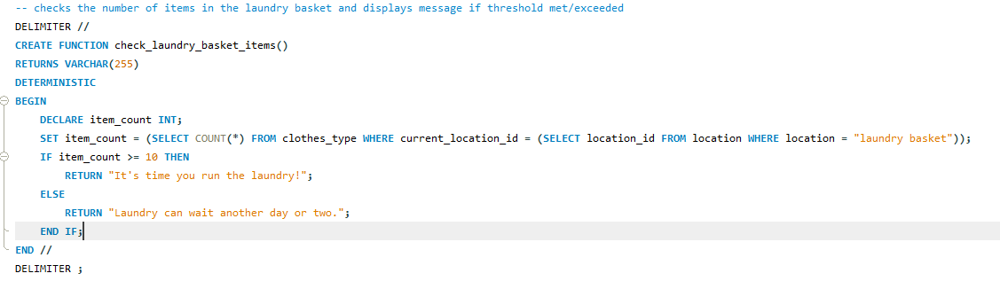 -- checks the number of items in the laundry basket and displays message if threshold met/exceeded
DELIMITER //
CREATE FUNCTION check_laundry_basket_items()
RETURNS VARCHAR(255)
DETERMINISTIC
BEGIN
    DECLARE item_count INT;
    SET item_count = (SELECT COUNT(*) FROM clothes_type WHERE current_location_id = (SELECT location_id FROM location WHERE location = "laundry basket"));
    IF item_count >= 10 THEN
        RETURN "It's time you run the laundry!";
    ELSE
        RETURN "Laundry can wait another day or two.";
    END IF;
END //
DELIMITER ;